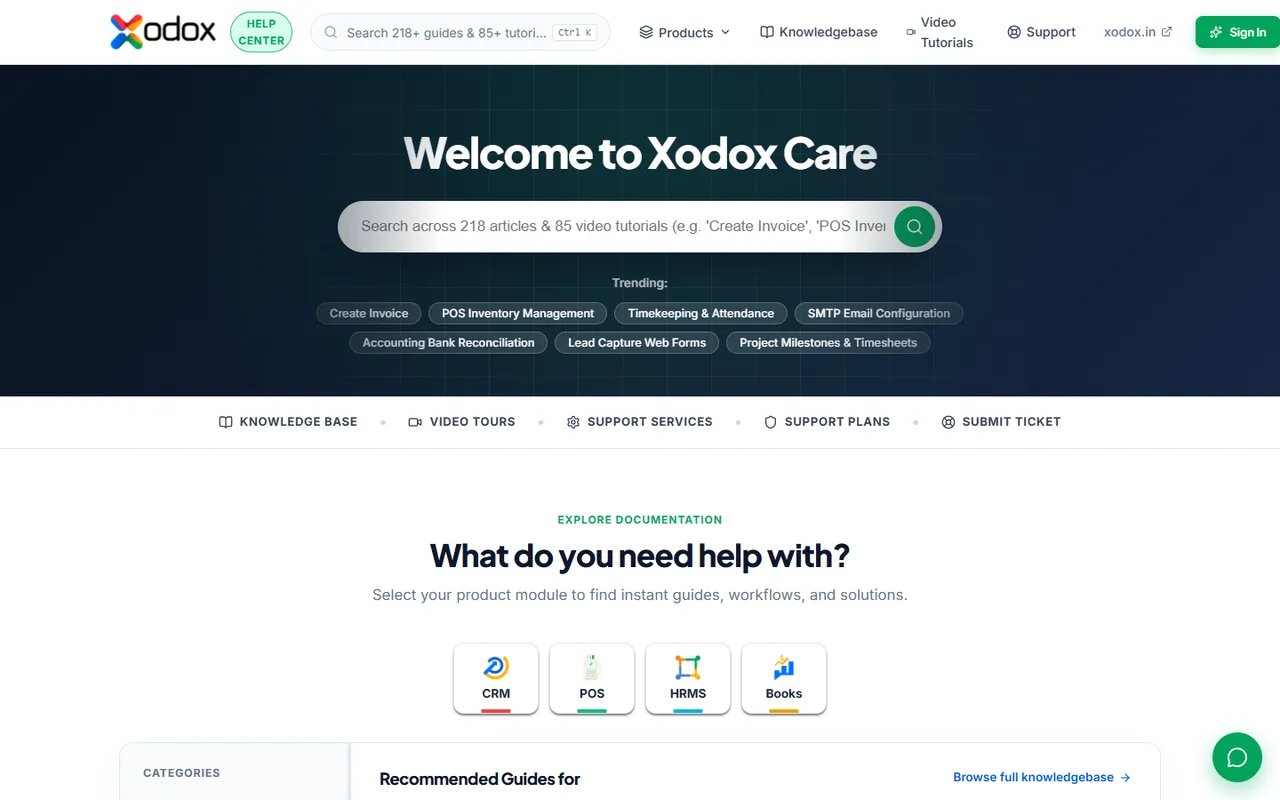 Xodox
HELP
CENTER
Search 218+ guides & 85+ tutori...
Ctrl K
Products
Knowledgebase
Video
Tutorials
Support
xodox.in
Sign In
Welcome to Xodox Care
Search across 218 articles & 85 video tutorials (e.g. 'Create Invoice', 'POS Inver
Trending:
Create Invoice
POS Inventory Management
Timekeeping & Attendance
SMTP Email Configuration
Accounting Bank Reconciliation
Lead Capture Web Forms
Project Milestones & Timesheets
KNOWLEDGE BASE
VIDEO TOURS
SUPPORT SERVICES
SUPPORT PLANS
SUBMIT TICKET
EXPLORE DOCUMENTATION
What do you need help with?
Select your product module to find instant guides, workflows, and solutions.
CRM
POS
HRMS
Books
CATEGORIES
Recommended Guides for
Browse full knowledgebase →